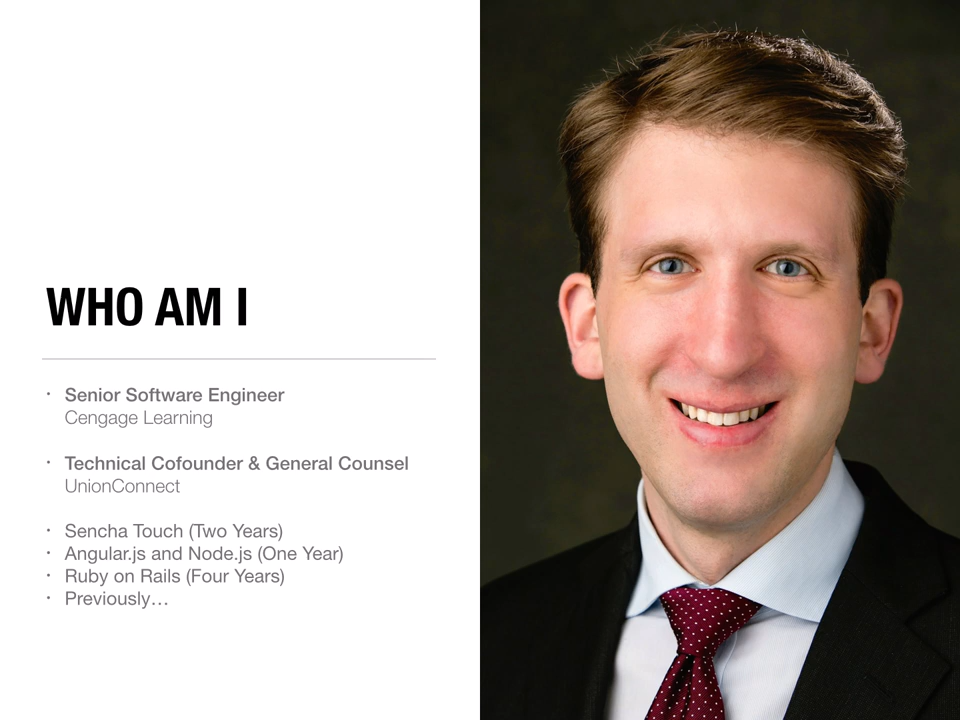 WHO AM I
• Senior Software Engineer
Cengage Learning
• Technical Cofounder & General Counsel
UnionConnect
• Sencha Touch (Two Years)
• Angular.js and Node.js (One Year)
• Ruby on Rails (Four Years)
• Previously…